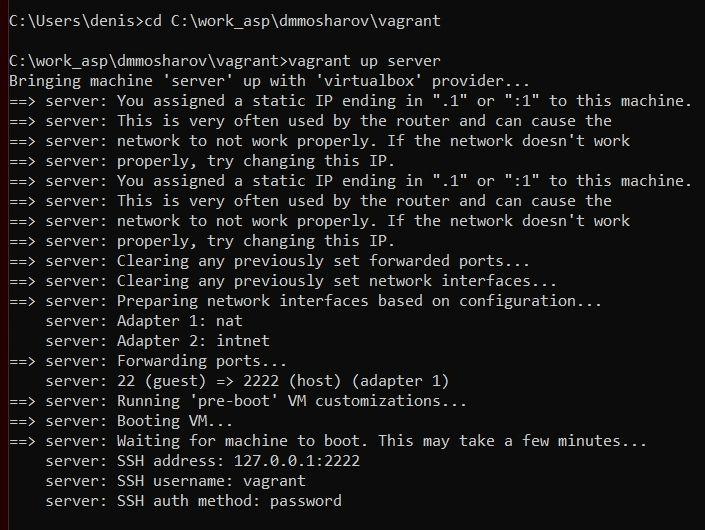 C:\Users\denis>cd C:\work_asp\dmmosharov\vagrant
C:\work_asp\dmmosharov\vagrant>vagrant up server
Bringing machine 'server' up with 'virtualbox' provider...
==> server: You assigned a static IP ending in ".1" or ":1" to this machine.
==> server: This is very often used by the router and can cause the
==> server: network to not work properly. If the network doesn't work
==> server: properly, try changing this IP.
==> server: You assigned a static IP ending in ".1" or ":1" to this machine.
==> server: This is very often used by the router and can cause the
==> server: network to not work properly. If the network doesn't work
==> server: properly, try changing this IP.
==> server: Clearing any previously set forwarded ports...
==> server: Clearing any previously set network interfaces...
==> server: Preparing network interfaces based on configuration...
    server: Adapter 1: nat
    server: Adapter 2: intnet
==> server: Forwarding ports...
    server: 22 (guest) => 2222 (host) (adapter 1)
==> server: Running 'pre-boot' VM customizations...
==> server: Booting VM...
==> server: Waiting for machine to boot. This may take a few minutes...
    server: SSH address: 127.0.0.1:2222
    server: SSH username: vagrant
    server: SSH auth method: password